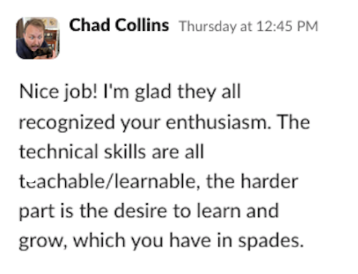 Chad Collins Thursday at 12:45 PM
Nice job! I'm glad they all
recognized your enthusiasm. The
technical skills are all
teachable/learnable, the harder
part is the desire to learn and
grow, which you have in spades.